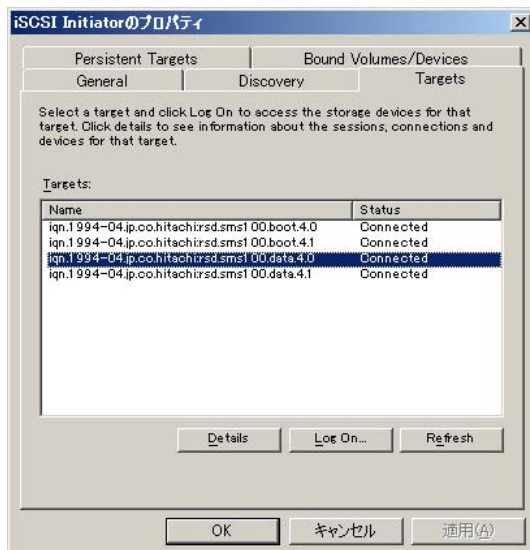 iSCSI Initiatorのプロパティ
Persistent Targets
Bound Volumes/Devices
General
Discovery
Targets
Select a target and click Log On to access the storage devices for that
target. Click details to see information about the sessions, connections and
devices for that target.
Targets:
Name Status
iqn.1994-04.jp.co.hitachi:rsd.sms100.boot.4.0 Connected
iqn.1994-04.jp.co.hitachi:rsd.sms100.boot.4.1 Connected
iqn.1994-04.jp.co.hitachi:rsd.sms100.data.4.0 Connected
iqn.1994-04.jp.co.hitachi:rsd.sms100.data.4.1 Connected
Details
Log On...
Refresh
OK
キャンセル
適用(A)